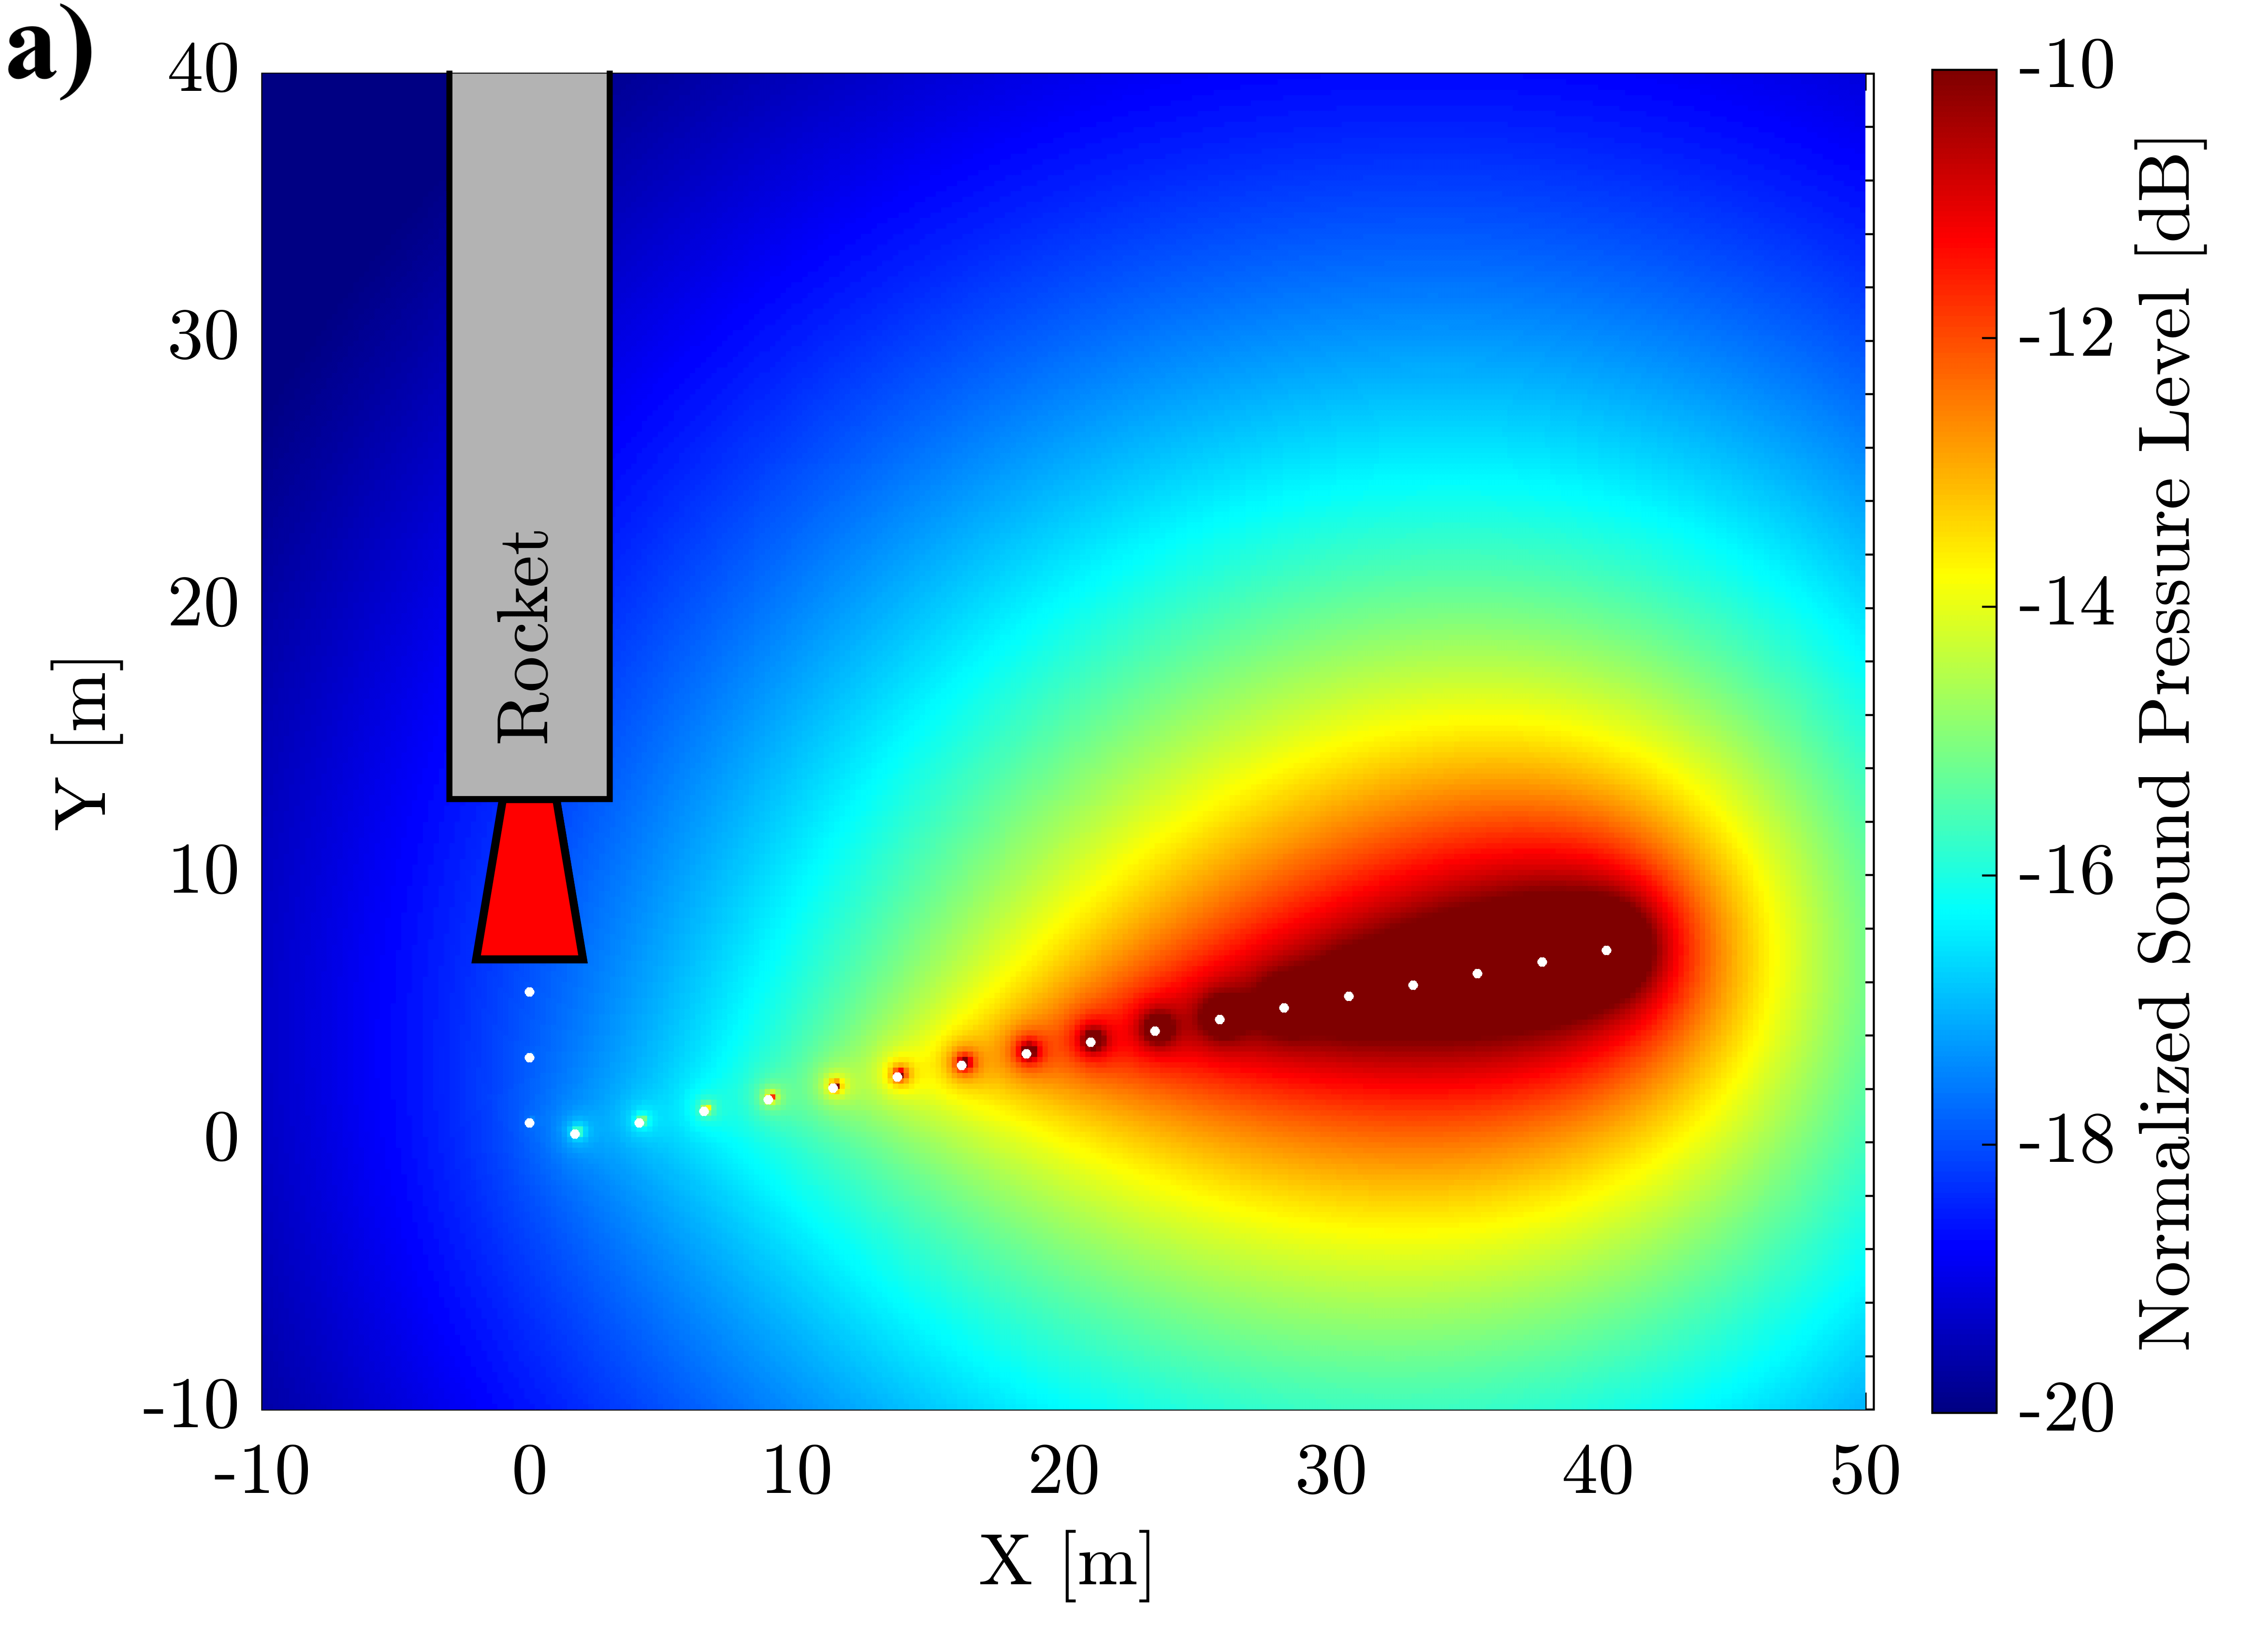 a)
40
30
20
10
0
-10
Y [m]
Rocket
-10 0 10 20 30 40 50
X [m]
-10
-12
-14
-16
-18
-20
Normalized Sound Pressure Level [dB]